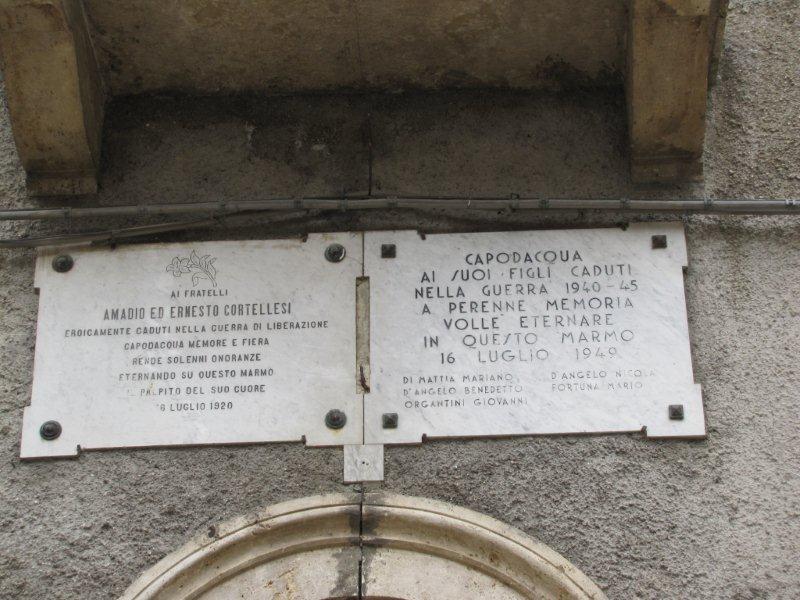 AI FRATELLI
AMADIO ED ERNESTO CORTELLESI
EROICAMENTE CADUTI NELLA GUERRA DI LIBERAZIONE
CAPODACQUA MEMORE E FIERA
RENDE SOLENNI ONORANZE
ETERNANDO SU QUESTO MARMO
IL PALPITO DEL SUO CUORE
16 LUGLIO 1920
CAPODACQUA
AI SUOI FIGLI CADUTI
NELLA GUERRA 1940-45
A PERENNE MEMORIA
VOLLE ETERNARE
IN QUESTO MARMO
16 LUGLIO 1949
DI MATTIA MARIANO D'ANGELO NICOLA
D'ANGELO BENEDETTO FORTUNA MARIO
ORGANTINI GIOVANNI